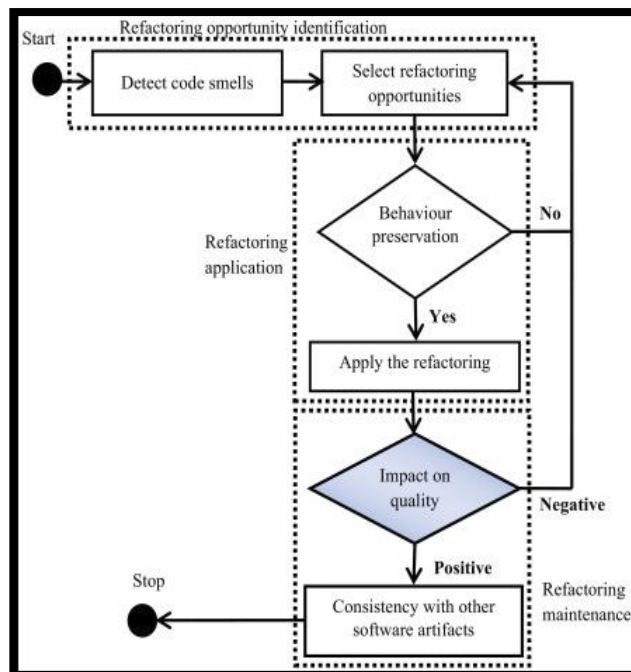 Refactoring opportunity identification
Start
Detect code smells
Select refactoring
opportunities
Behaviour
preservation
No
Refactoring
application
Yes
Apply the refactoring
Impact on
quality
Negative
Positive
Stop
Consistency with other
software artifacts
Refactoring
maintenance